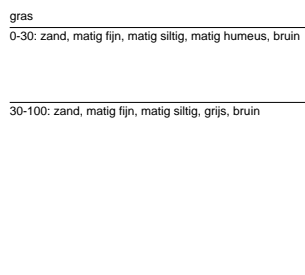 gras
0-30: zand, matig fijn, matig siltig, matig humeus, bruin
30-100: zand, matig fijn, matig siltig, grijs, bruin